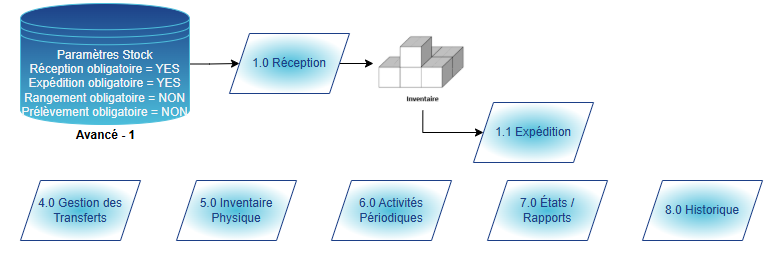 Paramètres Stock
Réception obligatoire = YES
Expédition obligatoire = YES
Rangement obligatoire = NON
Prélèvement obligatoire = NON
Avancé - 1
1.0 Réception
Inventaire
1.1 Expédition
4.0 Gestion des
Transferts
5.0 Inventaire
Physique
6.0 Activités
Périodiques
7.0 États /
Rapports
8.0 Historique